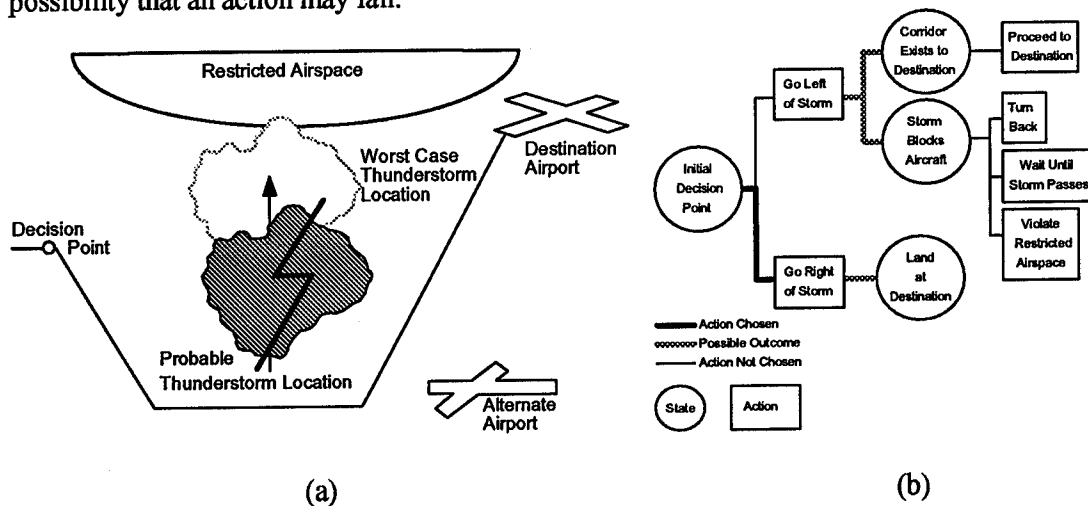 possibility that an action may fail.
Restricted Airspace
Worst Case
Thunderstorm
Location
Destination
Airport
Decision
Point
Probable
Thunderstorm Location
Alternate
Airport
(a)
Corridor
Exists to
Destination
Proceed to
Destination
Go Left
of Storm
Storm
Blocks
Aircraft
Turn
Back
Wait Until
Storm Passes
Violate
Restricted
Airspace
Initial
Decision
Point
Go Right
of Storm
Land
at
Destination
Action Chosen
Possible Outcome
Action Not Chosen
State
Action
(b)